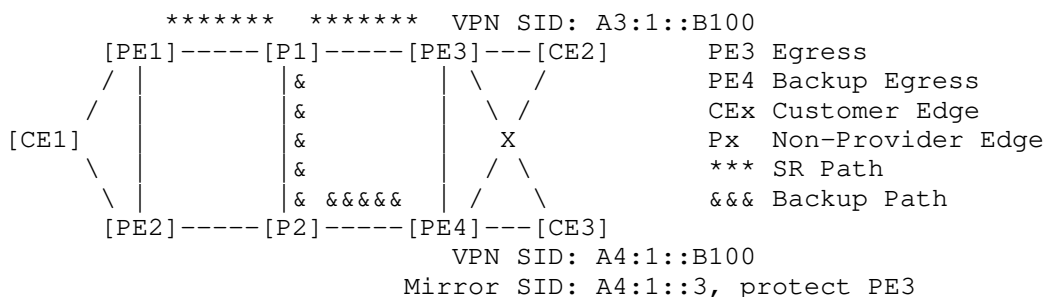 *******  *******   VPN SID: A3:1::B100
[PE1]-----[P1]-----[PE3]---[CE2]       PE3 Egress
/ |         |&         |  \   /         PE4 Backup Egress
/  |         |&         |   \ /          CEx Customer Edge
[CE1]    |         |&         |    X           Px  Non-Provider Edge
\  |         |&         |   / \          *** SR Path
\ |         |& &&&&&   |  /   \         &&& Backup Path
[PE2]-----[P2]-----[PE4]---[CE3]
VPN SID: A4:1::B100
Mirror SID: A4:1::3, protect PE3